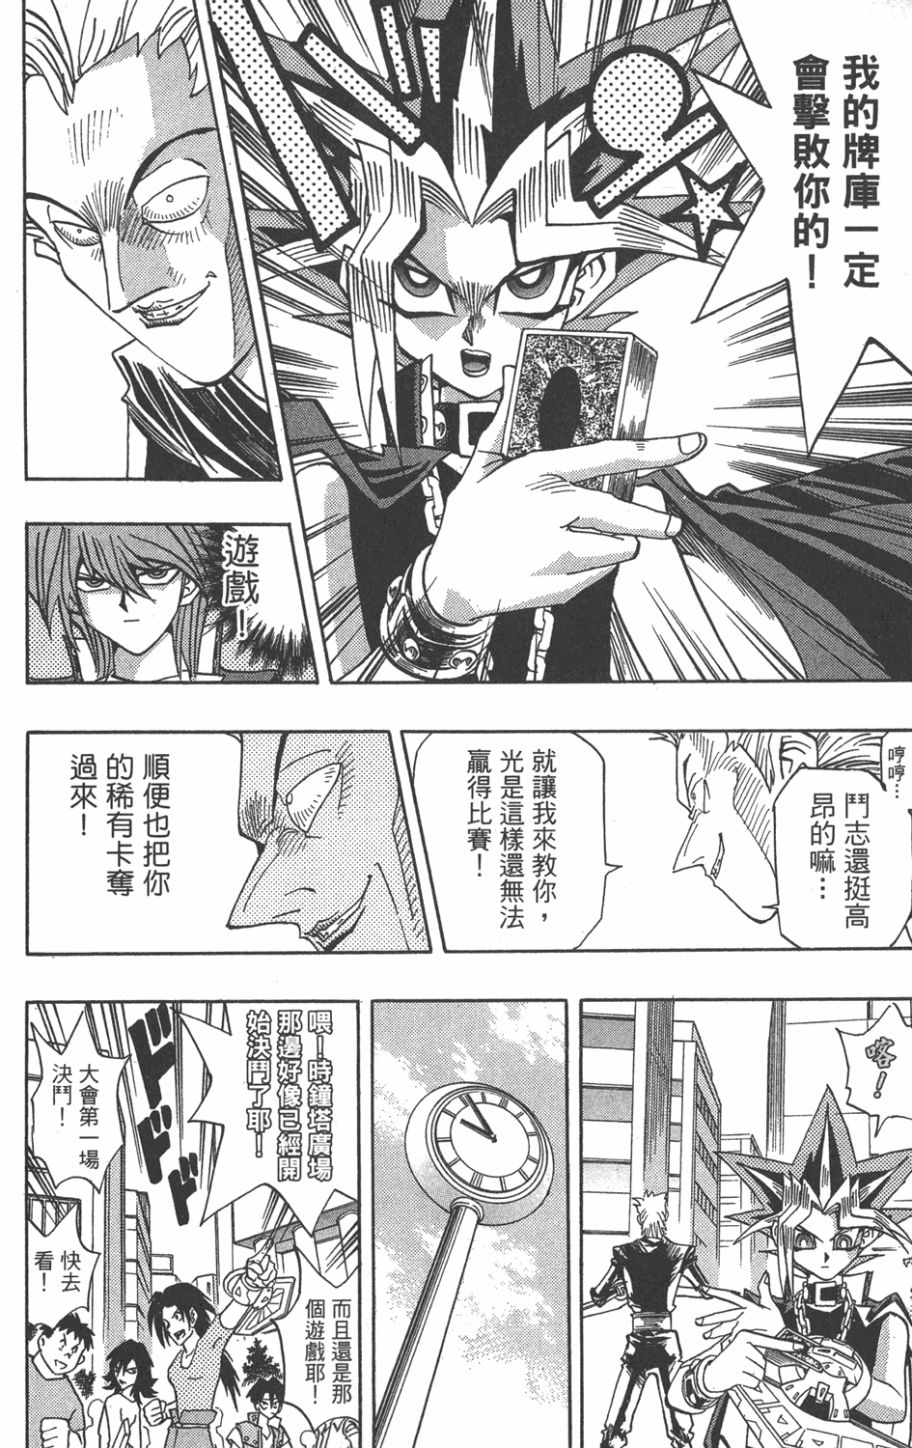 我的牌庫一定
會擊敗你的！
遊戲！
哼哼…
鬥志還挺高
昂的嘛…
就讓我來教你，
光是這樣還無法
贏得比賽！
順便也把你
的稀有卡奪
過來！
喀！
喂！時鐘塔廣場
那邊好像已經開
始決鬥了耶！
而且還是那
個遊戲耶！
ドドド
大會第一場
決鬥！
快去
看！